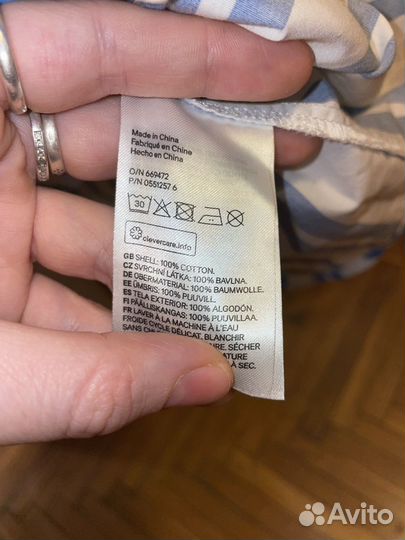 Made in China
Fabriqué en Chine
Hecho en China
O/N 669472
P/N 0551257 6
30
clevercare.info
GB SHELL: 100% COTTON.
CZ SVRCHNÍ LÁTKA: 100% BAVLNA.
DE OBERMATERIAL: 100% BAUMWOLLE.
EE ÜMBRIS: 100% PUUVILL.
ES TELA EXTERIOR: 100% ALGODÓN.
FI PÄÄLLISKANGAS: 100% PUUVILLAA.
FR LAVER À LA MACHINE À L'EAU
FROIDE CYCLE DÉLICAT, BLANCHIR
SANS SÉCHER
À SEC.
Avito